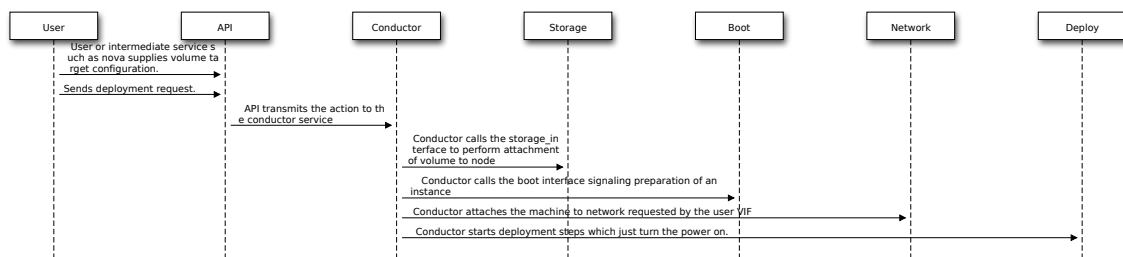 User
API
Conductor
Storage
Boot
Network
Deploy
User or intermediate service s
uch as nova supplies volume ta
rget configuration.
Sends deployment request.
API transmits the action to th
e conductor service
Conductor calls the storage_in
terface to perform attachment
of volume to node
Conductor calls the boot interface signaling preparation of an
instance
Conductor attaches the machine to network requested by the user VIF
Conductor starts deployment steps which just turn the power on.